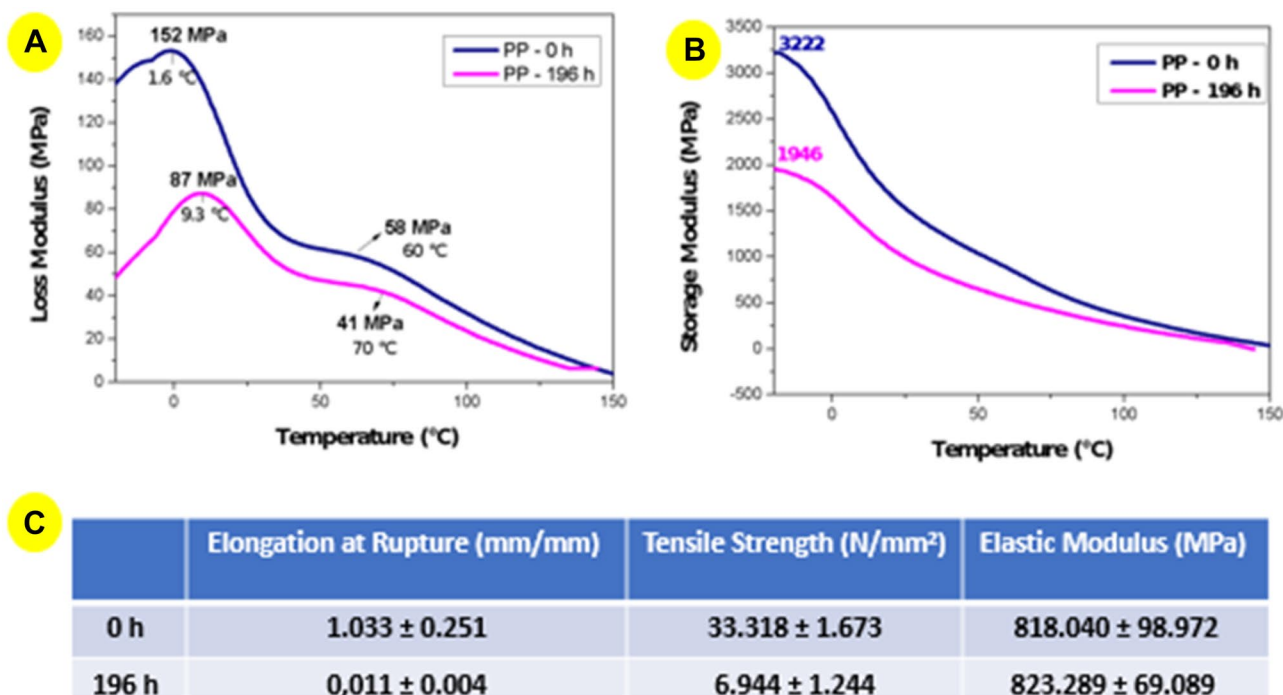 A
Loss Modulus (MPa)
160
140
120
100
80
60
40
20
0
152 MPa
1.6 °C
87 MPa
9.3 °C
58 MPa
60 °C
41 MPa
70 °C
PP - 0 h
PP - 196 h
0 50 100 150
Temperature (°C)
B
Storage Modulus (MPa)
3500
3000
2500
2000
1500
1000
500
0
-500
3222
1946
PP - 0 h
PP - 196 h
0 50 100 150
Temperature (°C)
C
Elongation at Rupture (mm/mm) Tensile Strength (N/mm²) Elastic Modulus (MPa)
0 h 1.033 ± 0.251 33.318 ± 1.673 818.040 ± 98.972
196 h 0,011 ± 0.004 6.944 ± 1.244 823.289 ± 69.089